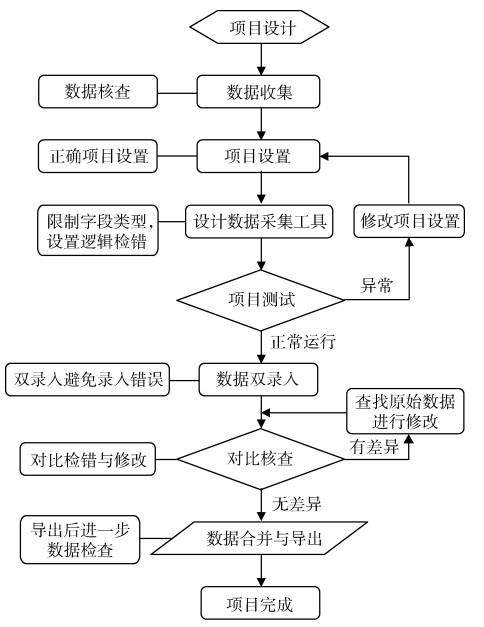 项目设计
数据核查
数据收集
正确项目设置
项目设置
限制字段类型,
设置逻辑检错
设计数据采集工具
修改项目设置
项目测试
异常
正常运行
双录入避免录入错误
数据双录入
查找原始数据
进行修改
对比检错与修改
对比核查
有差异
无差异
导出后进一步
数据检查
数据合并与导出
项目完成